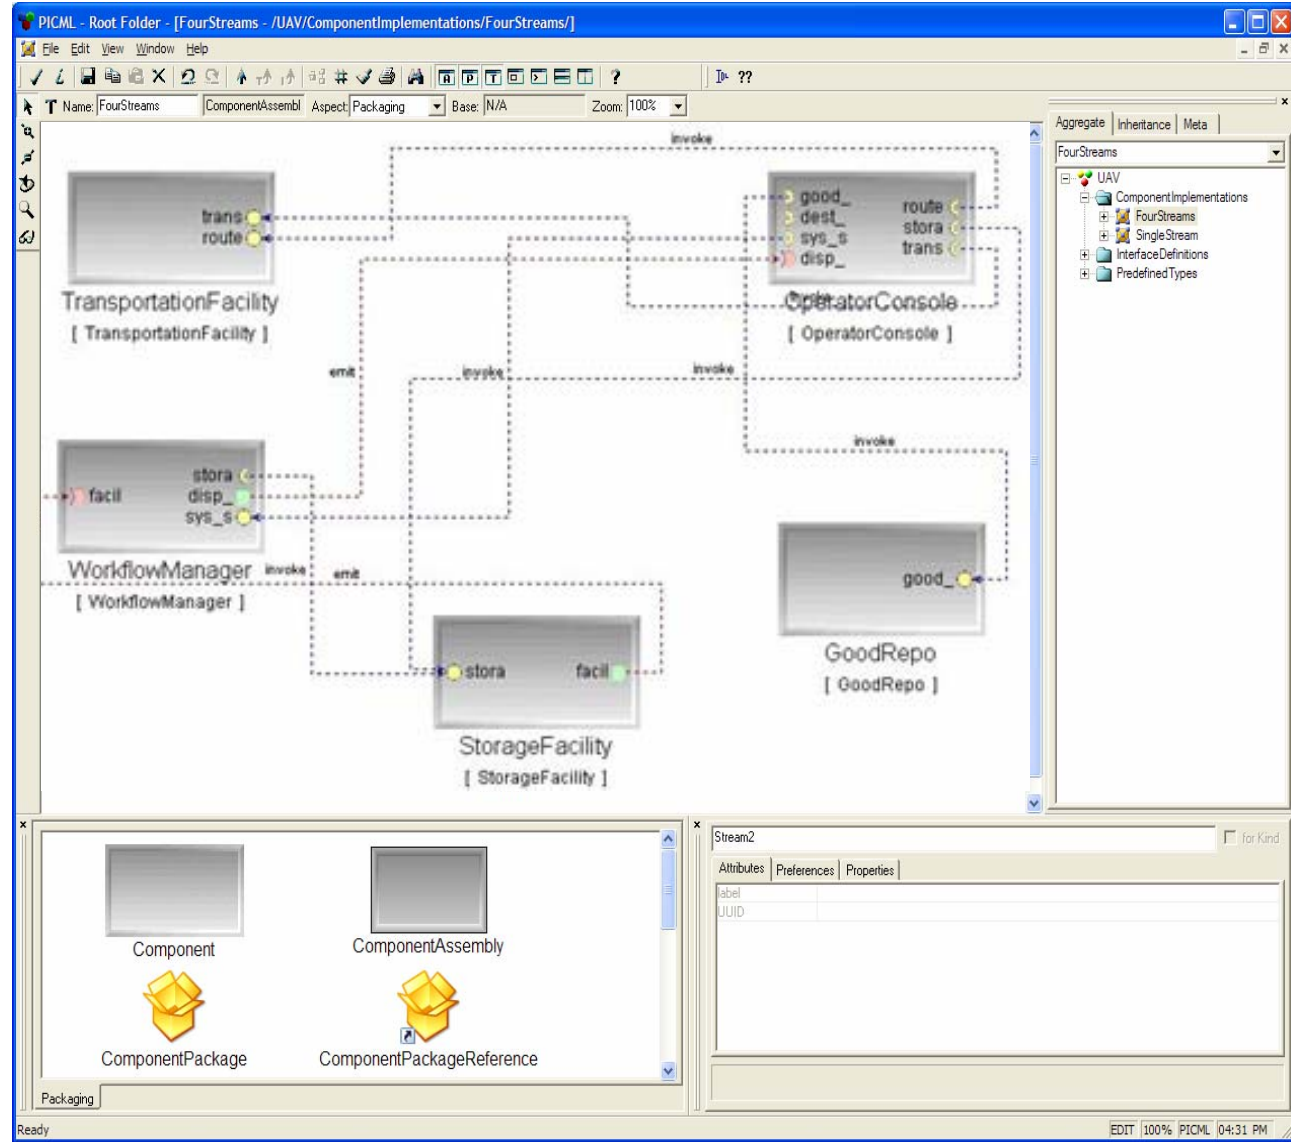 PICML - Root Folder - [FourStreams - /UAV/ComponentImplementations/FourStreams/]
File Edit View Window Help
??
Name: FourStreams ComponentAssembl Aspect: Packaging Base: N/A Zoom: 100%
Aggregate Inheritance Meta
FourStreams
UAV
ComponentImplementations
FourStreams
SingleStream
InterfaceDefinitions
PredefinedTypes
invoke
trans
route
TransportationFacility
[ TransportationFacility ]
good_
dest_
sys_s
disp_
route
stora
trans
invoke
OperatorConsole
[ OperatorConsole ]
emit
invoke
invoke
invoke
facil
stora
disp_
sys_s
WorkflowManager
[ WorkflowManager ]
invoke
emit
good_
GoodRepo
[ GoodRepo ]
stora
facil
StorageFacility
[ StorageFacility ]
Component
ComponentAssembly
ComponentPackage
ComponentPackageReference
Packaging
Stream2
for Kind
Attributes Preferences Properties
label
UUID
Ready
EDIT 100% PICML 04:31 PM